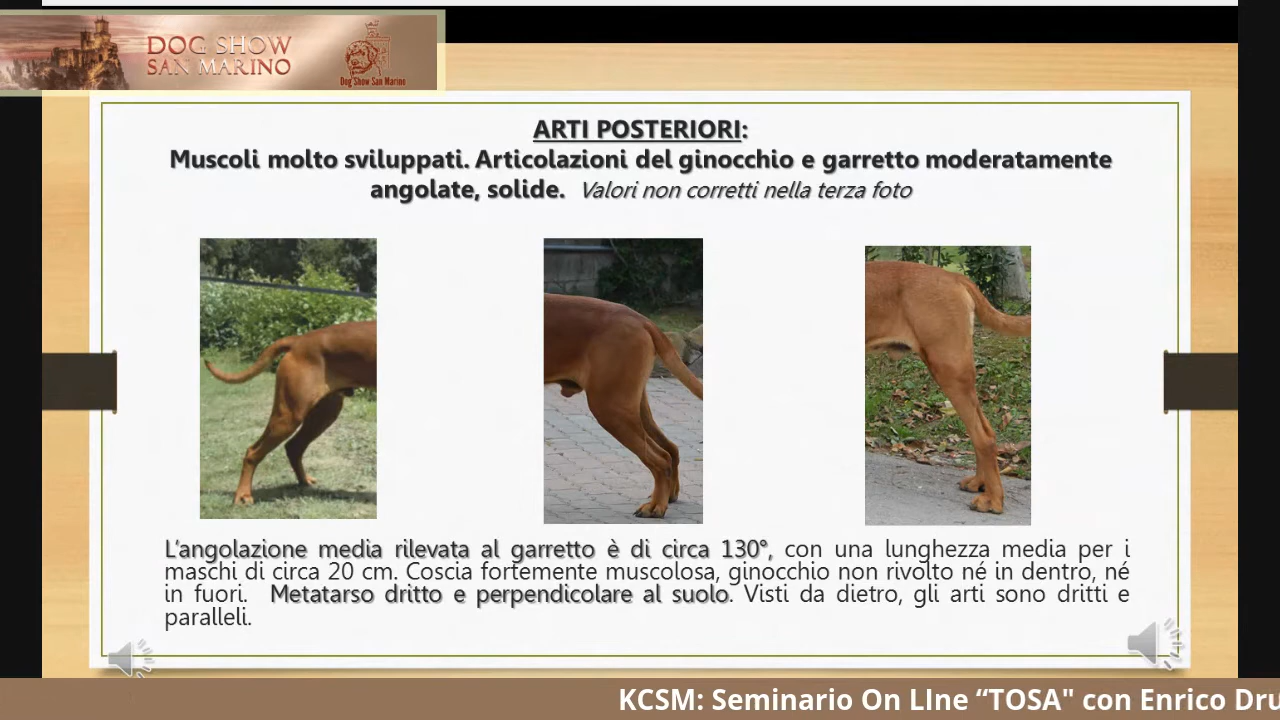 DOG SHOW
SAN MARINO
Dog Show San Marino
ARTI POSTERIORI:
Muscoli molto sviluppati. Articolazioni del ginocchio e garretto moderatamente
angolate, solide. Valori non corretti nella terza foto
L'angolazione media rilevata al garretto è di circa 130°, con una lunghezza media per i
maschi di circa 20 cm. Coscia fortemente muscolosa, ginocchio non rivolto né in dentro, né
in fuori. Metatarso dritto e perpendicolare al suolo. Visti da dietro, gli arti sono dritti e
paralleli.
KCSM: Seminario On LIne “TOSA" con Enrico Dru